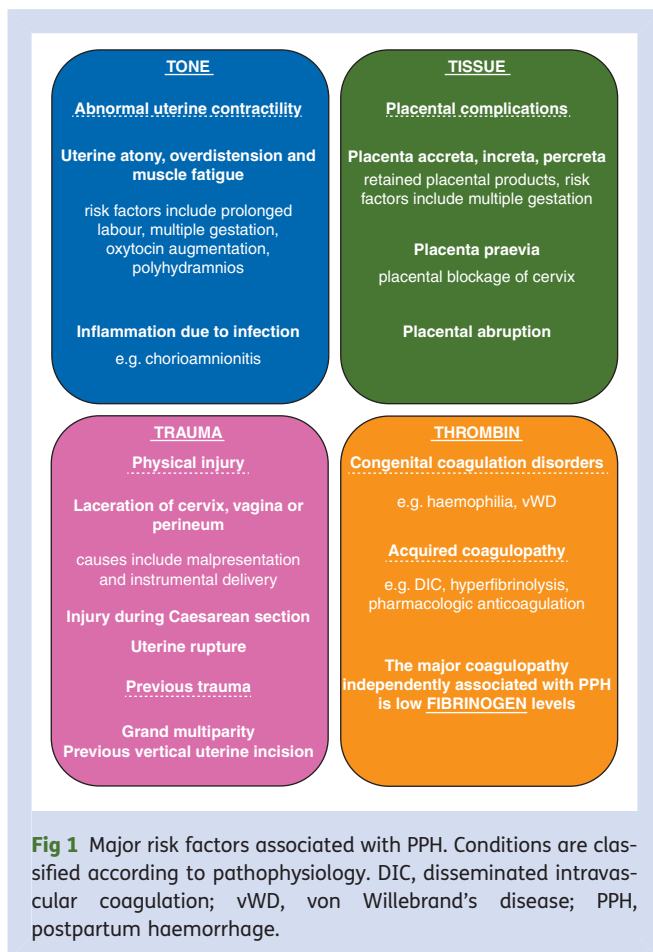 TONE
Abnormal uterine contractility
Uterine atony, overdistension and
muscle fatigue
risk factors include prolonged
labour, multiple gestation,
oxytocin augmentation,
polyhydramnios
Inflammation due to infection
e.g. chorioamnionitis
TISSUE
Placental complications
Placenta accreta, increta, percreta
retained placental products, risk
factors include multiple gestation
Placenta praevia
placental blockage of cervix
Placental abruption
TRAUMA
Physical injury
Laceration of cervix, vagina or
perineum
causes include malpresentation
and instrumental delivery
Injury during Caesarean section
Uterine rupture
Previous trauma
Grand multiparity
Previous vertical uterine incision
THROMBIN
Congenital coagulation disorders
e.g. haemophilia, vWD
Acquired coagulopathy
e.g. DIC, hyperfibrinolysis,
pharmacologic anticoagulation
The major coagulopathy
independently associated with PPH
is low FIBRINOGEN levels
Fig 1 Major risk factors associated with PPH. Conditions are clas-
sified according to pathophysiology. DIC, disseminated intravas-
cular coagulation; vWD, von Willebrand's disease; PPH,
postpartum haemorrhage.